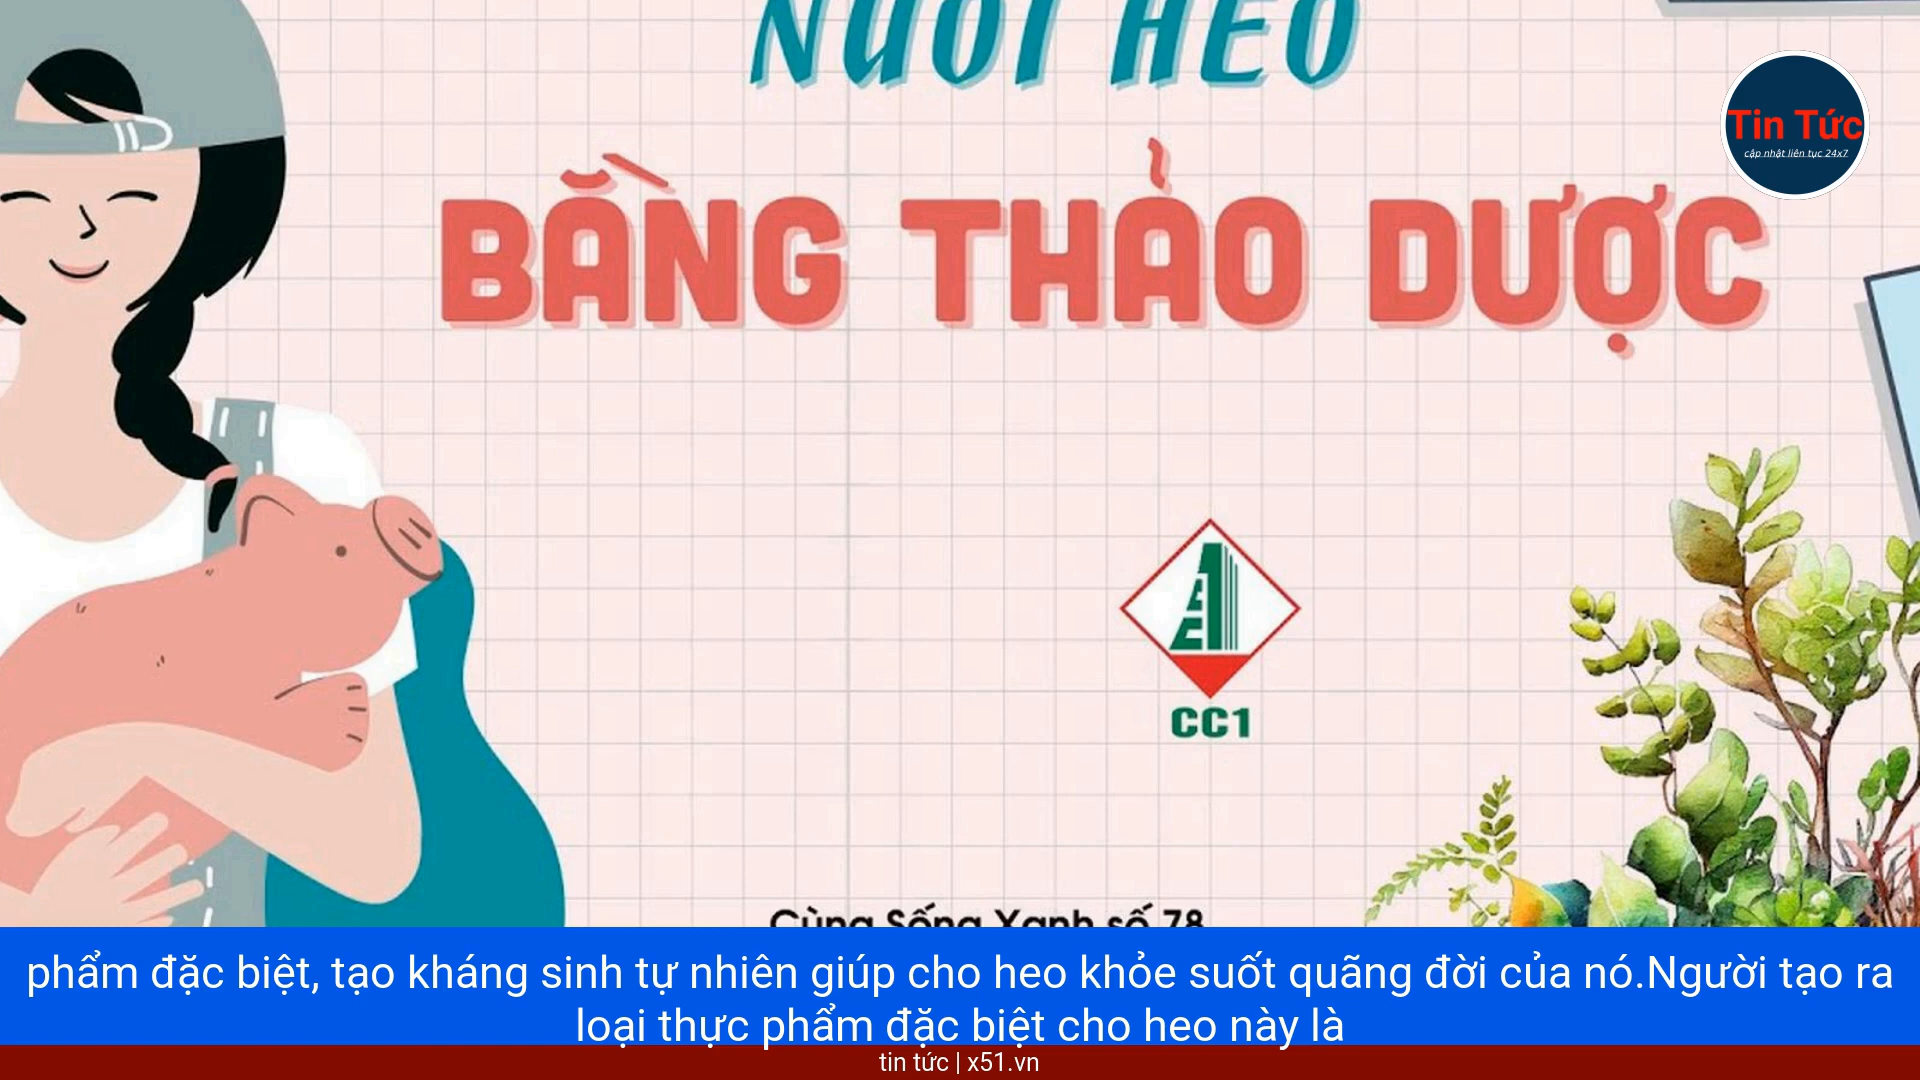 NUÔI HEO
BẰNG THẢO DƯỢC
Tin Tức
cập nhật liên tục 24x7
CC1
Cùng Sống Xanh số 78
phẩm đặc biệt, tạo kháng sinh tự nhiên giúp cho heo khỏe suốt quãng đời của nó.Người tạo ra
loại thực phẩm đặc biệt cho heo này là
tin tức | x51.vn